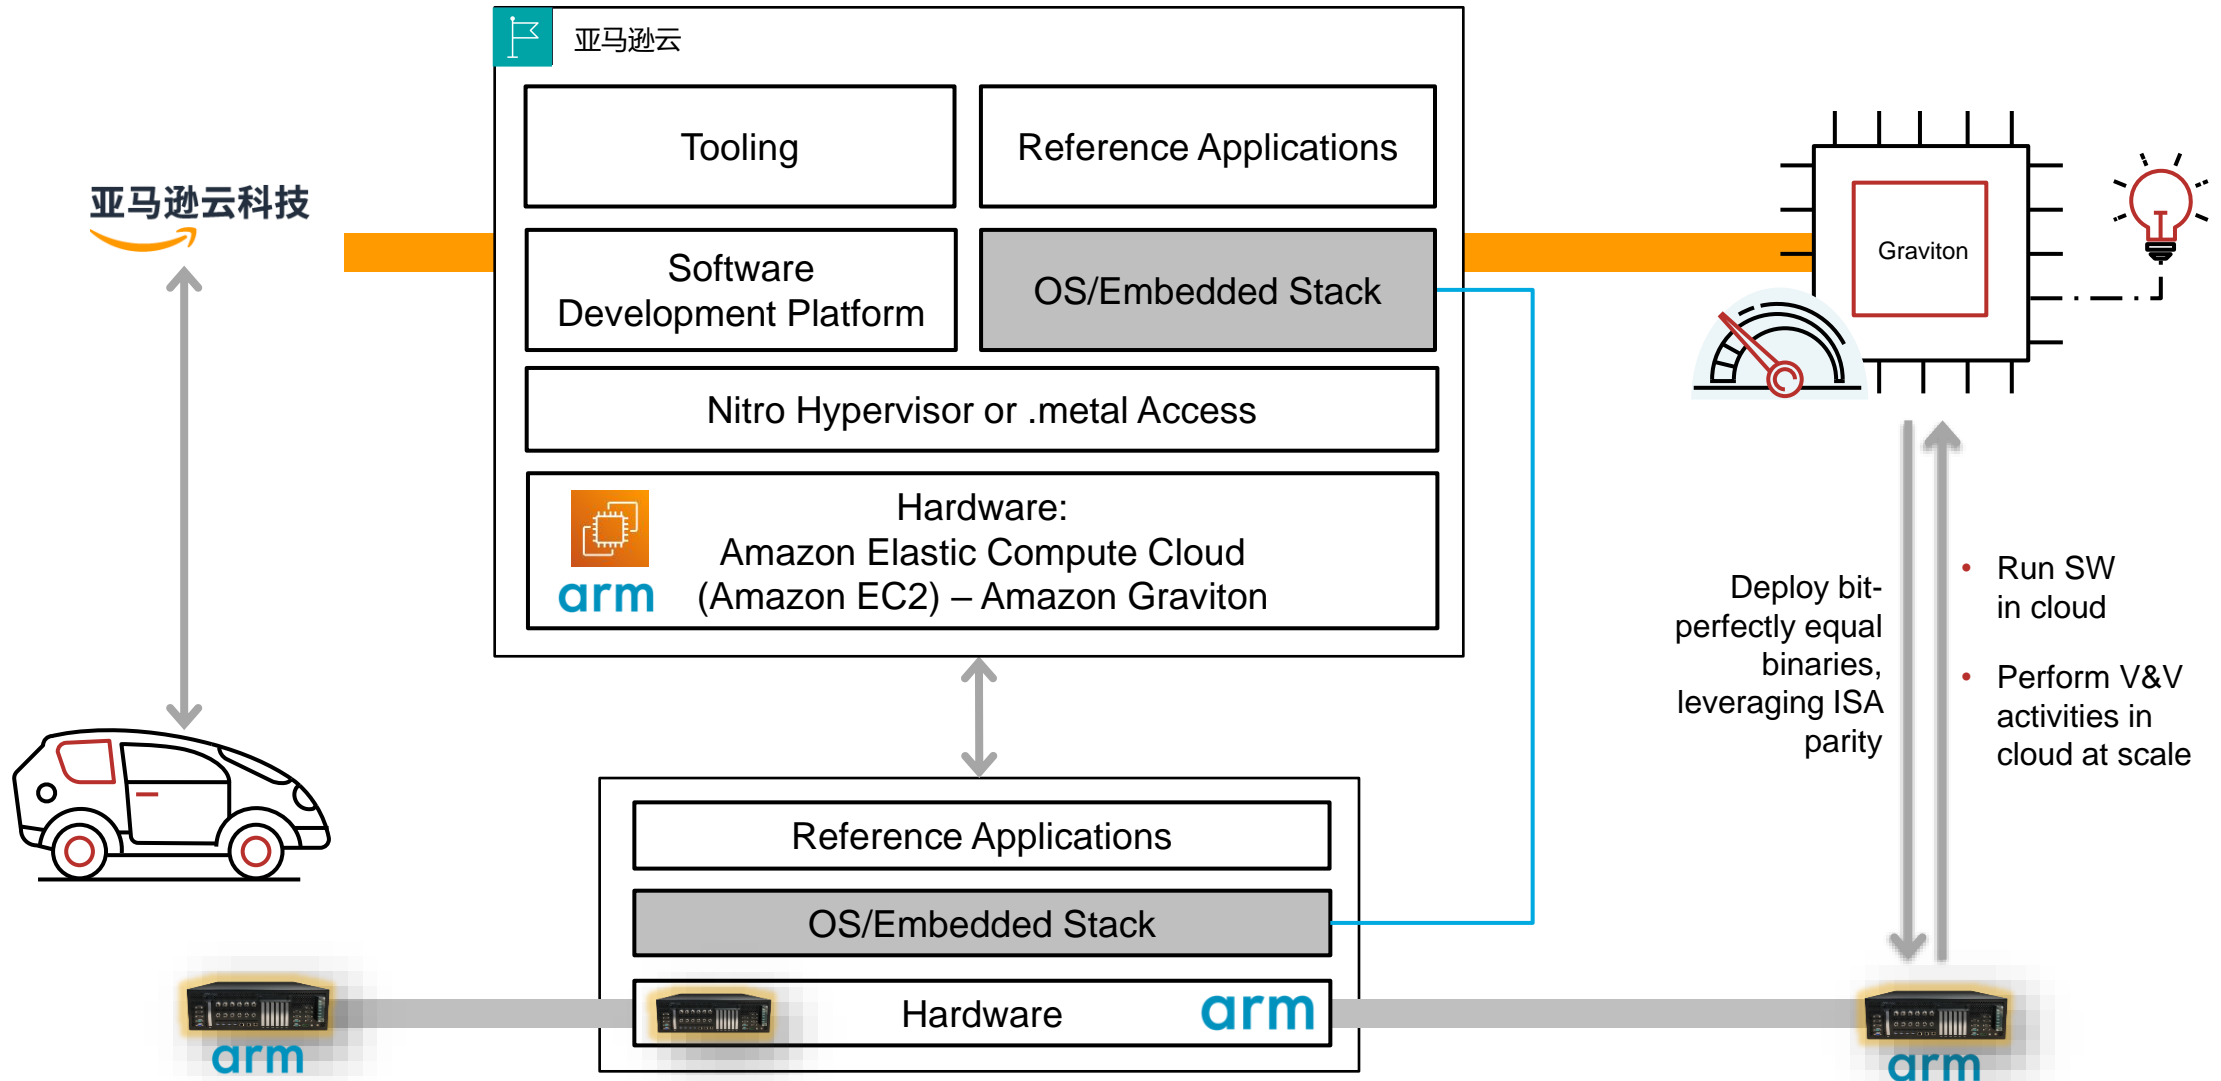 亚马逊云
Tooling
Reference Applications
亚马逊云科技
Software
Development Platform
OS/Embedded Stack
Graviton
Nitro Hypervisor or .metal Access
Hardware:
Amazon Elastic Compute Cloud
(Amazon EC2) – Amazon Graviton
arm
Deploy bit-
perfectly equal
binaries,
leveraging ISA
parity
• Run SW
in cloud
• Perform V&V
activities in
cloud at scale
Reference Applications
OS/Embedded Stack
Hardware
arm
arm
arm